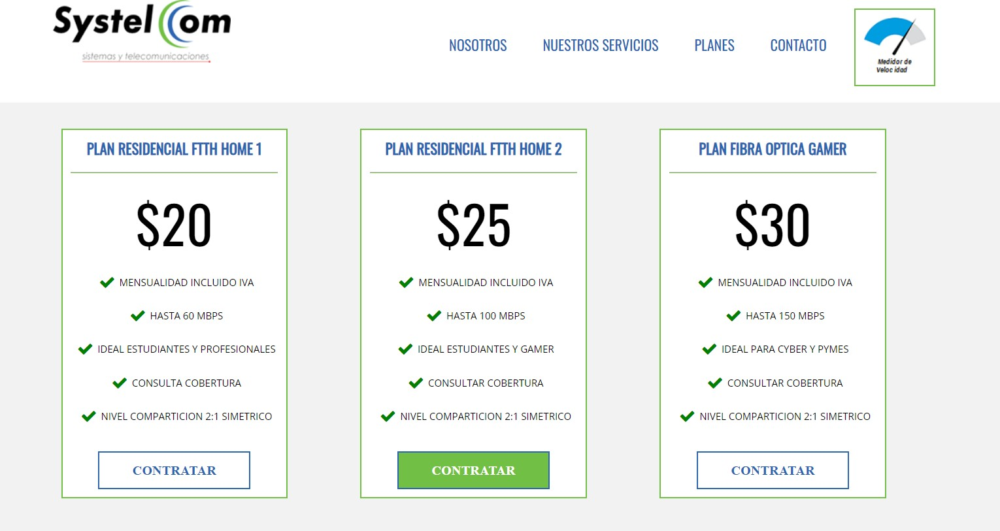 Systel Com
sistemas y telecomunicaciones
NOSOTROS
NUESTROS SERVICIOS
PLANES
CONTACTO
Medidor de
Veloc idad
PLAN RESIDENCIAL FTTH HOME 1
$20
MENSUALIDAD INCLUIDO IVA
HASTA 60 MBPS
IDEAL ESTUDIANTES Y PROFESIONALES
CONSULTA COBERTURA
NIVEL COMPARTICION 2:1 SIMETRICO
CONTRATAR
PLAN RESIDENCIAL FTTH HOME 2
$25
MENSUALIDAD INCLUIDO IVA
HASTA 100 MBPS
IDEAL ESTUDIANTES Y GAMER
CONSULTAR COBERTURA
NIVEL COMPARTICION 2:1 SIMETRICO
CONTRATAR
PLAN FIBRA OPTICA GAMER
$30
MENSUALIDAD INCLUIDO IVA
HASTA 150 MBPS
IDEAL PARA CYBER Y PYMES
CONSULTAR COBERTURA
NIVEL COMPARTICION 2:1 SIMETRICO
CONTRATAR